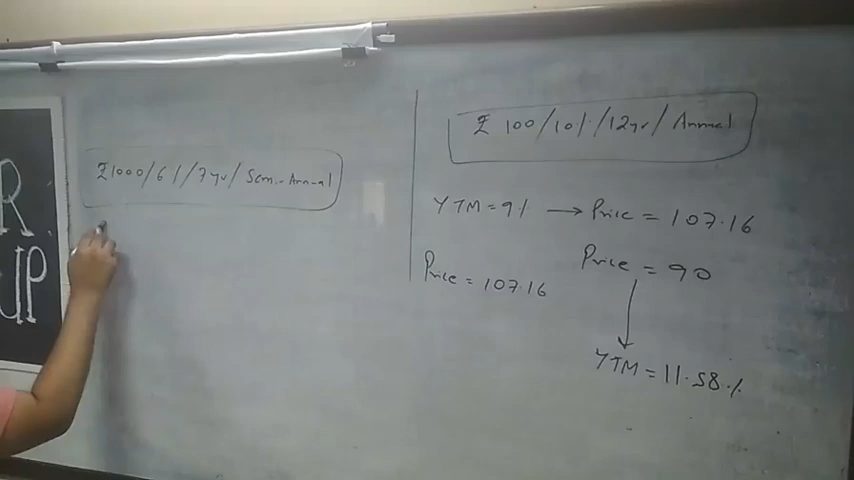 R
UP
₹1000/6%/7yr/Semi-Annual
₹ 100/10%/12yr/Annual
YTM=9% → Price = 107.16
Price = 107.16
Price = 90
YTM = 11.58%